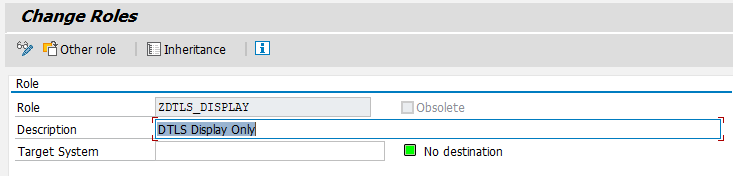 Change Roles
Other role Inheritance
Role
Role ZDTLS_DISPLAY Obsolete
Description DTLS Display Only
Target System No destination